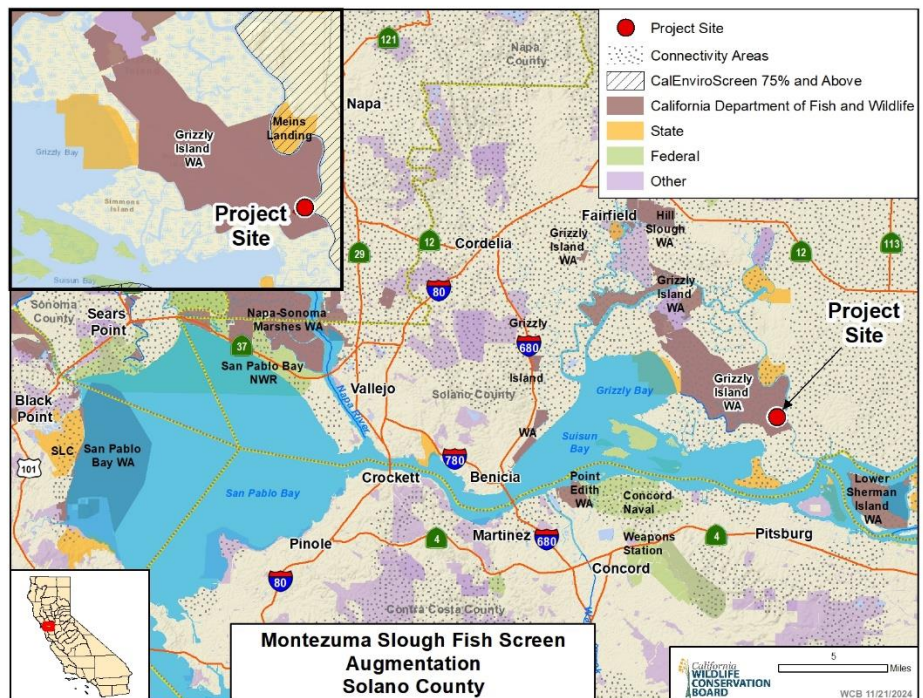 Grizzly Bay
Grizzly
Island
WA
Meins
Landing
Simmons
Island
Suisun Bay
Project
Site
121
Napa
County
Napa
29
12
Cordelia
80
Project Site
Connectivity Areas
CalEnviroScreen 75% and Above
California Department of Fish and Wildlife
State
Federal
Other
Fairfield
Hill
Slough
WA
Grizzly
Island
WA
12
113
Grizzly
Island
WA
Project
Site
Sonoma
County
Sears
Point
Napa-Sonoma
Marshes WA
37
San Pablo Bay
NWR
Napa River
Vallejo
Solano County
Grizzly
680
Island
WA
Grizzly Bay
Grizzly
Island
WA
Suisun
Bay
Black
Point
101
SLC
San Pablo
Bay WA
San Pablo Bay
780
Crockett
Benicia
Point
Edith WA
Concord
Naval
Weapons
Station
Lower
Sherman
Island
WA
Pinole
4
Martinez
680
Concord
4
Pitsburg
80
Contra Costa County
Montezuma Slough Fish Screen
Augmentation
Solano County
California
WILDLIFE
CONSERVATION
BOARD
5
Miles
WCB 11/21/2024